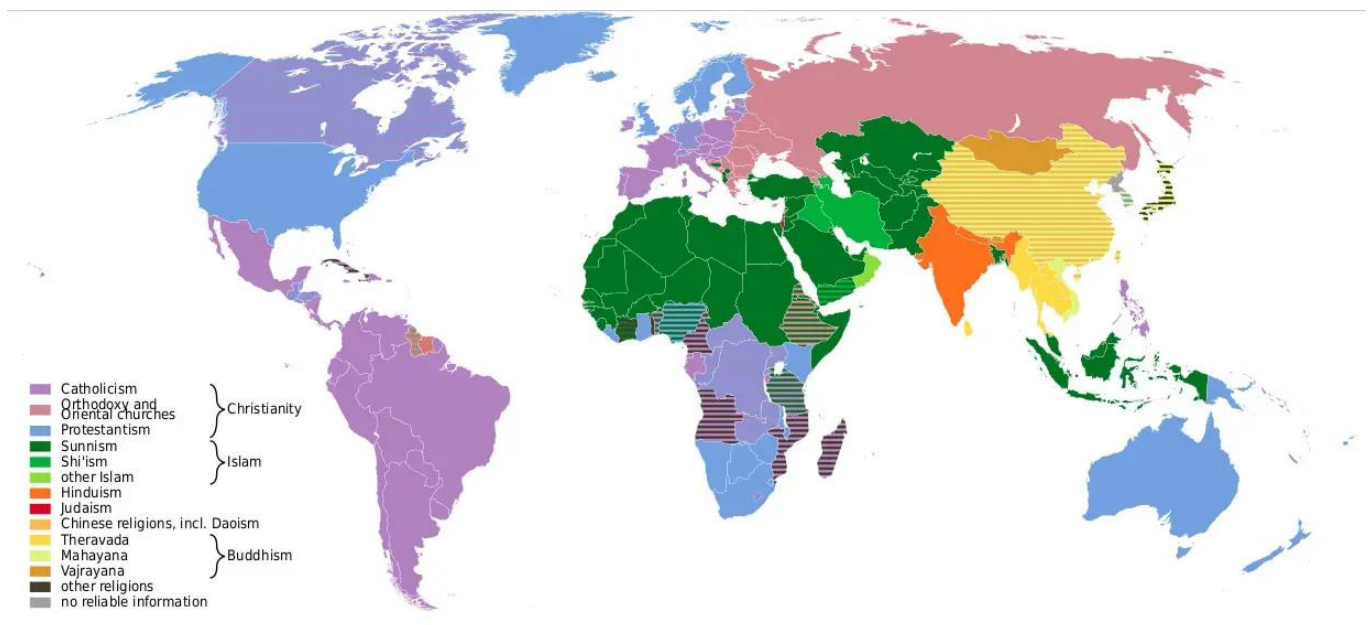 Catholicism
Orthodoxy and
Oriental churches
Protestantism
Christianity
Sunnism
Shi'ism
other Islam
Islam
Hinduism
Judaism
Chinese religions, incl. Daoism
Theravada
Mahayana
Vajrayana
Buddhism
other religions
no reliable information